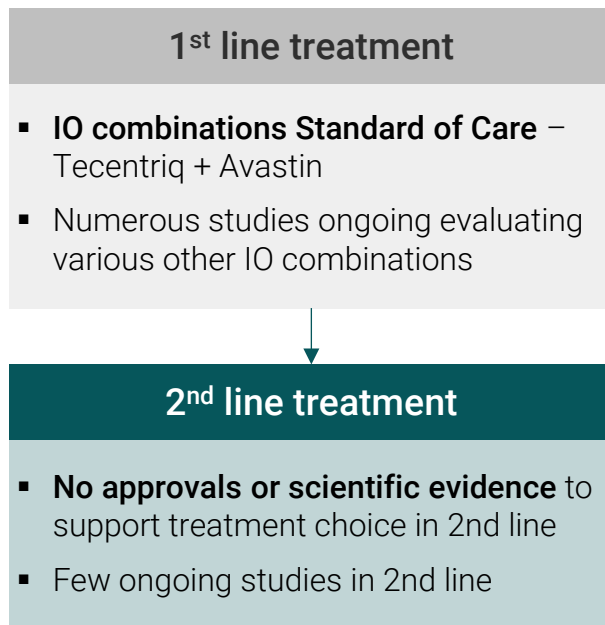 1st line treatment
▪ IO combinations Standard of Care –
Tecentriq + Avastin
▪ Numerous studies ongoing evaluating
various other IO combinations
2nd line treatment
▪ No approvals or scientific evidence to
support treatment choice in 2nd line
▪ Few ongoing studies in 2nd line